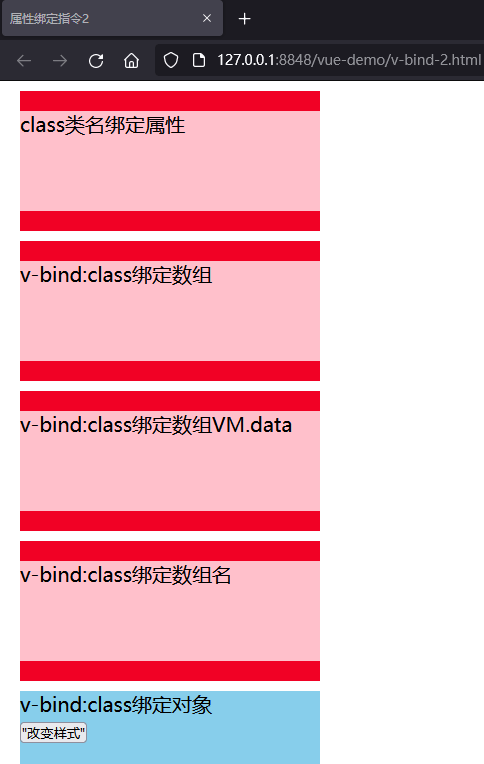 属性绑定指令2
127.0.0.1:8848/vue-demo/v-bind-2.html
class类名绑定属性
v-bind:class绑定数组
v-bind:class绑定数组VM.data
v-bind:class绑定数组名
v-bind:class绑定对象
"改变样式"